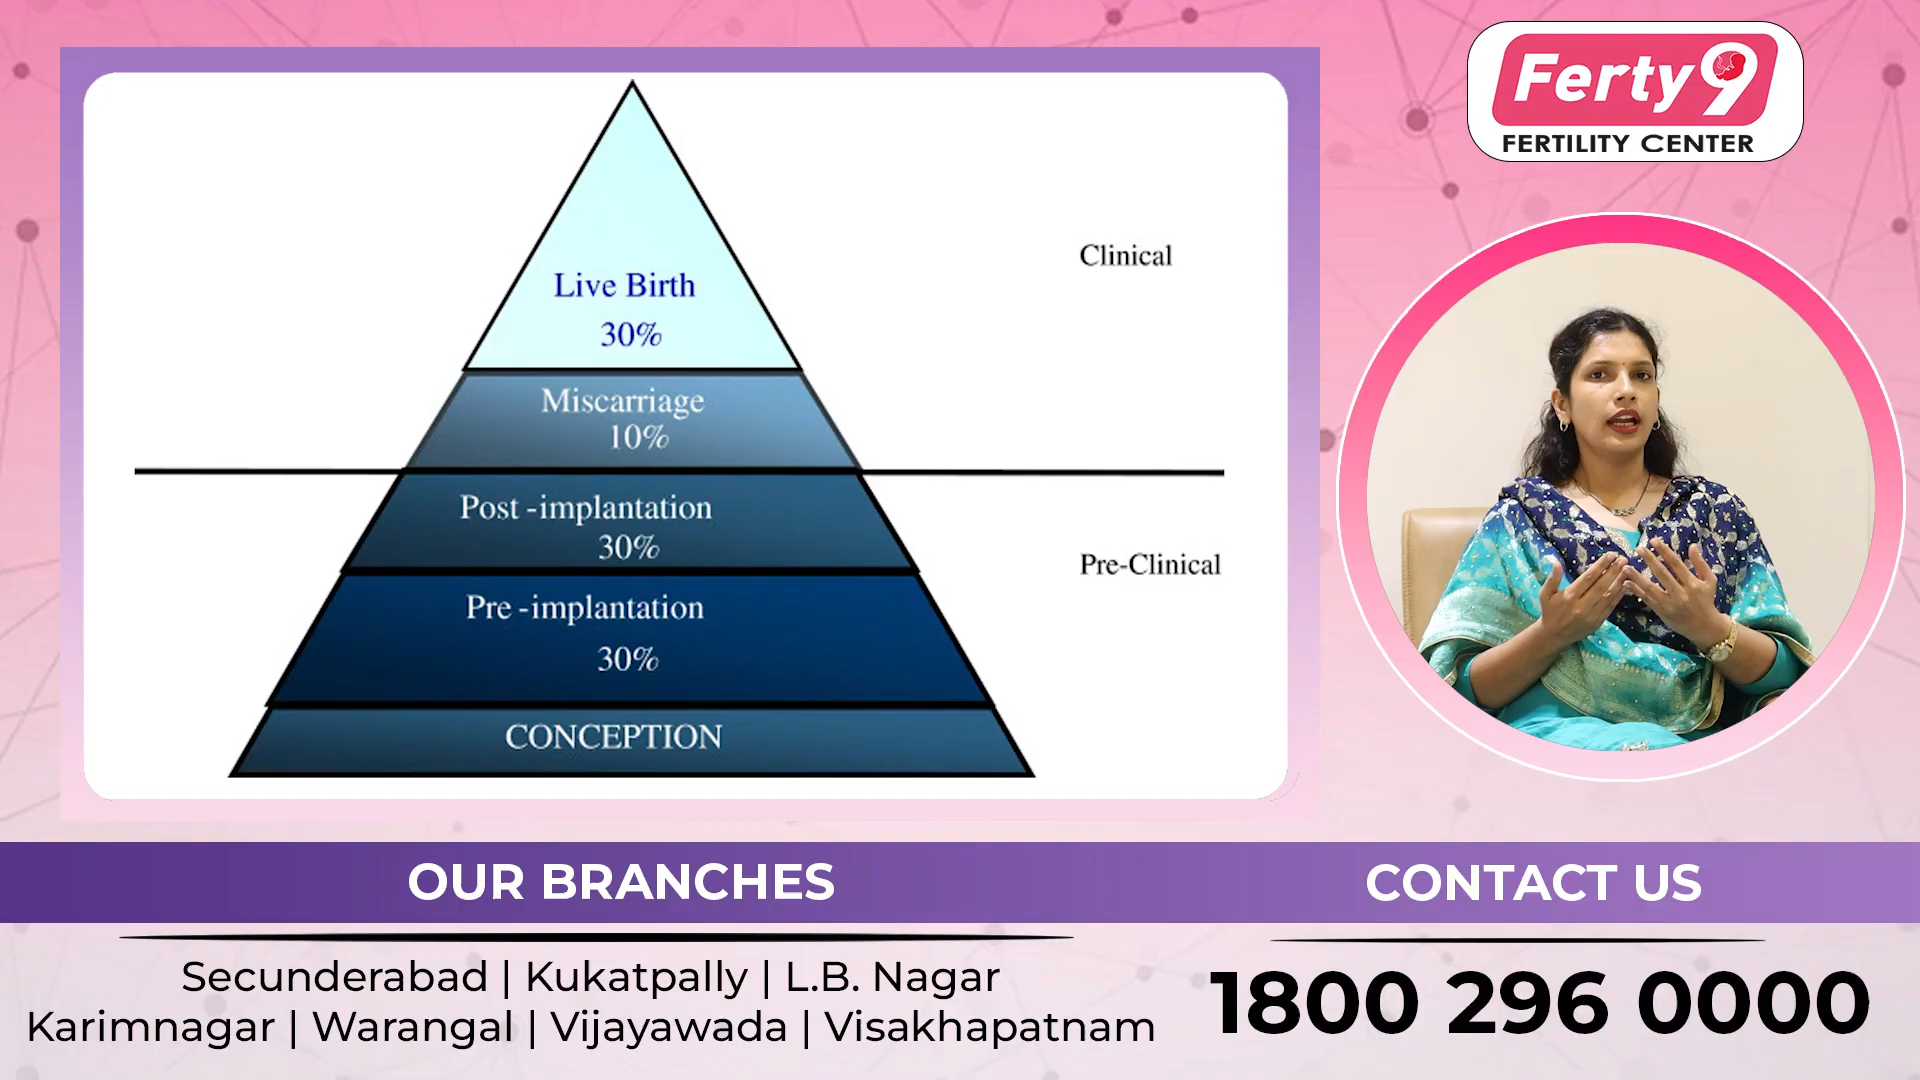 Live Birth
30%
Miscarriage
10%
Post -implantation
30%
Pre -implantation
30%
CONCEPTION
Clinical
Pre-Clinical
Ferty9
FERTILITY CENTER
OUR BRANCHES
Secunderabad | Kukatpally | L.B. Nagar
Karimnagar | Warangal | Vijayawada | Visakhapatnam
CONTACT US
1800 296 0000